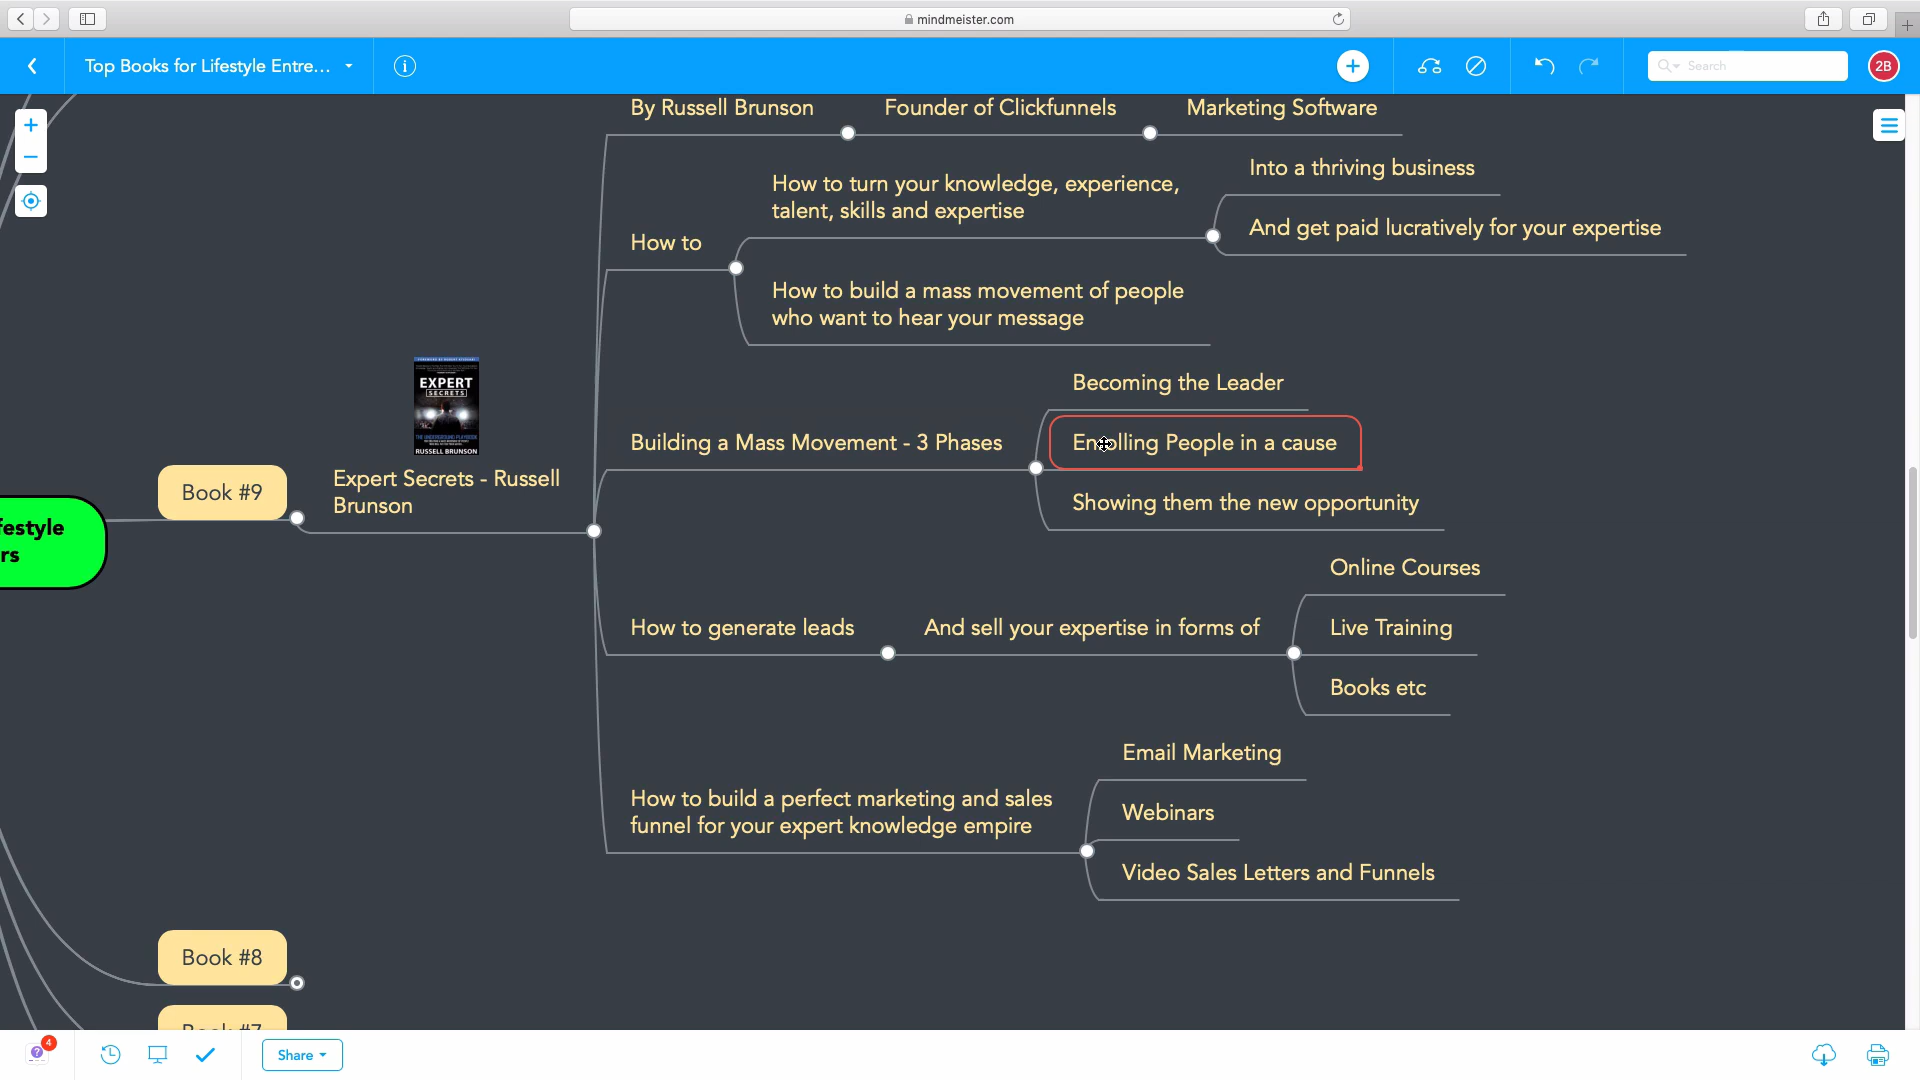 mindmeister.com
Top Books for Lifestyle Entre...
Search
2B
By Russell Brunson
Founder of Clickfunnels
Marketing Software
Into a thriving business
How to turn your knowledge, experience,
talent, skills and expertise
And get paid lucratively for your expertise
How to
How to build a mass movement of people
who want to hear your message
EXPERT
SECRETS
RUSSELL BRUNSON
Becoming the Leader
Building a Mass Movement - 3 Phases
Enrolling People in a cause
Showing them the new opportunity
Book #9
Expert Secrets - Russell
Brunson
festyle
rs
Online Courses
How to generate leads
And sell your expertise in forms of
Live Training
Books etc
Email Marketing
How to build a perfect marketing and sales
funnel for your expert knowledge empire
Webinars
Video Sales Letters and Funnels
Book #8
Book #7
4
Share